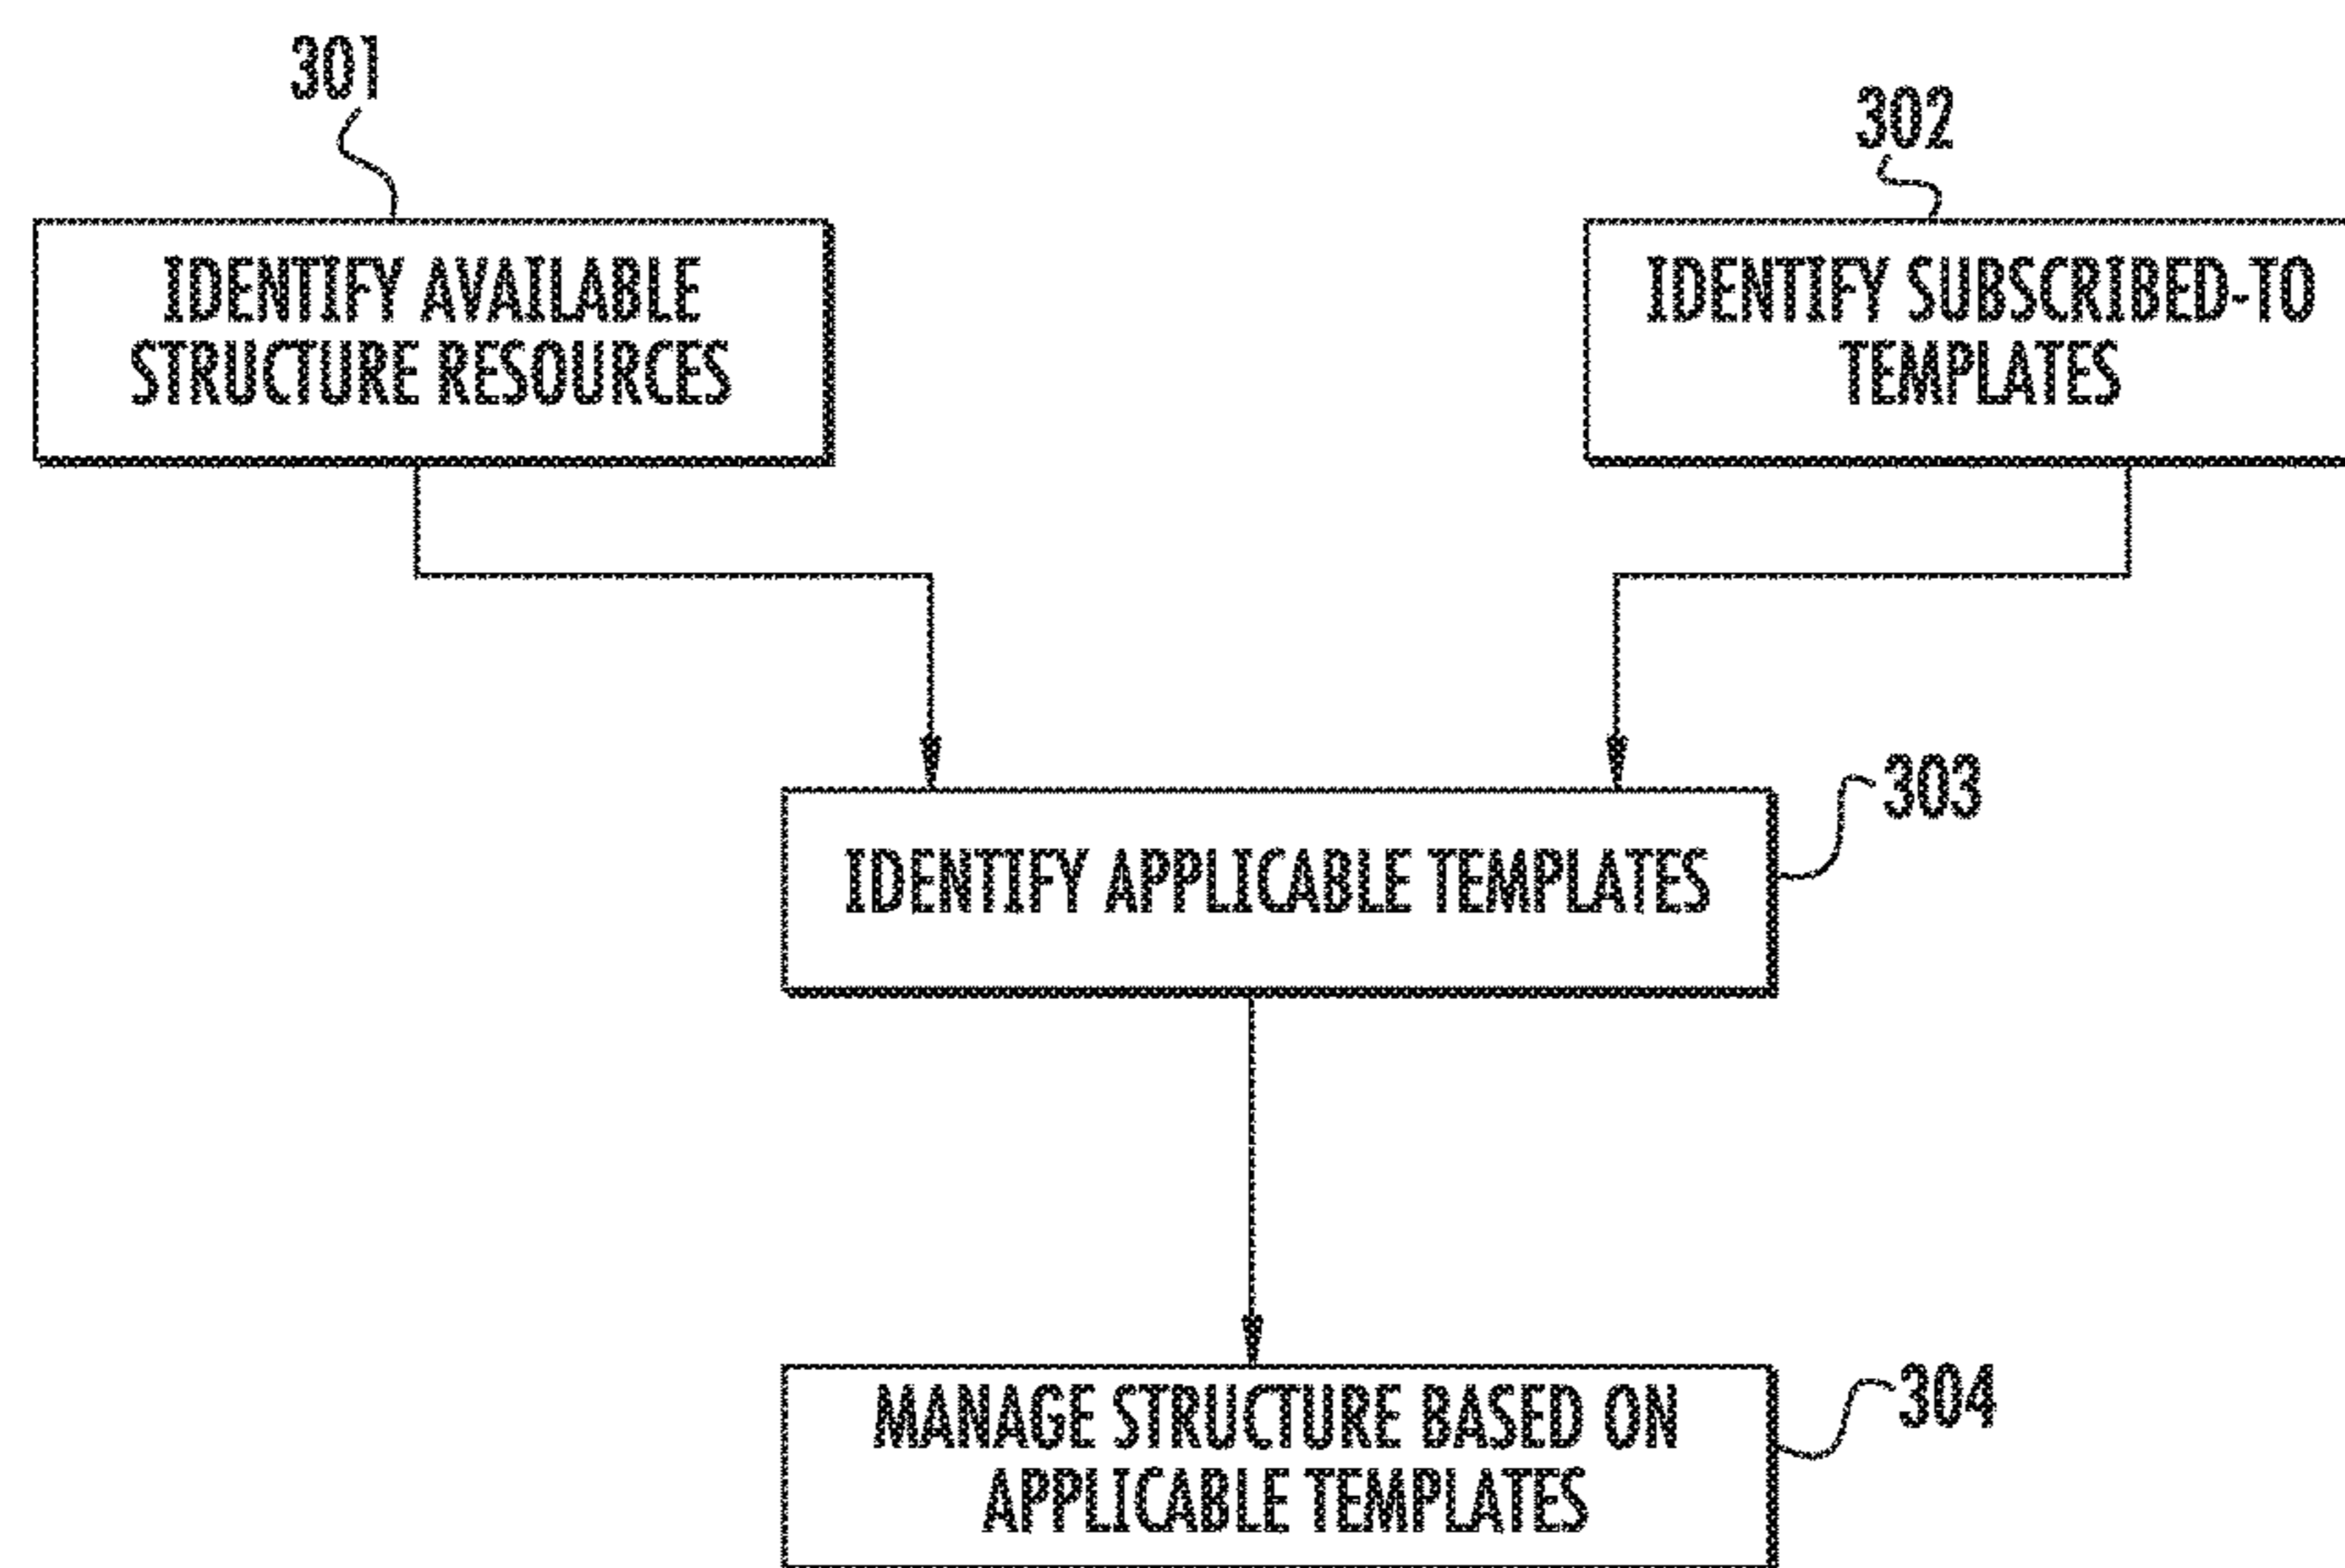 301
302
IDENTIFY AVAILABLE
STRUCTURE RESOURCES
IDENTIFY SUBSCRIBED-TO
TEMPLATES
303
IDENTIFY APPLICABLE TEMPLATES
304
MANAGE STRUCTURE BASED ON
APPLICABLE TEMPLATES